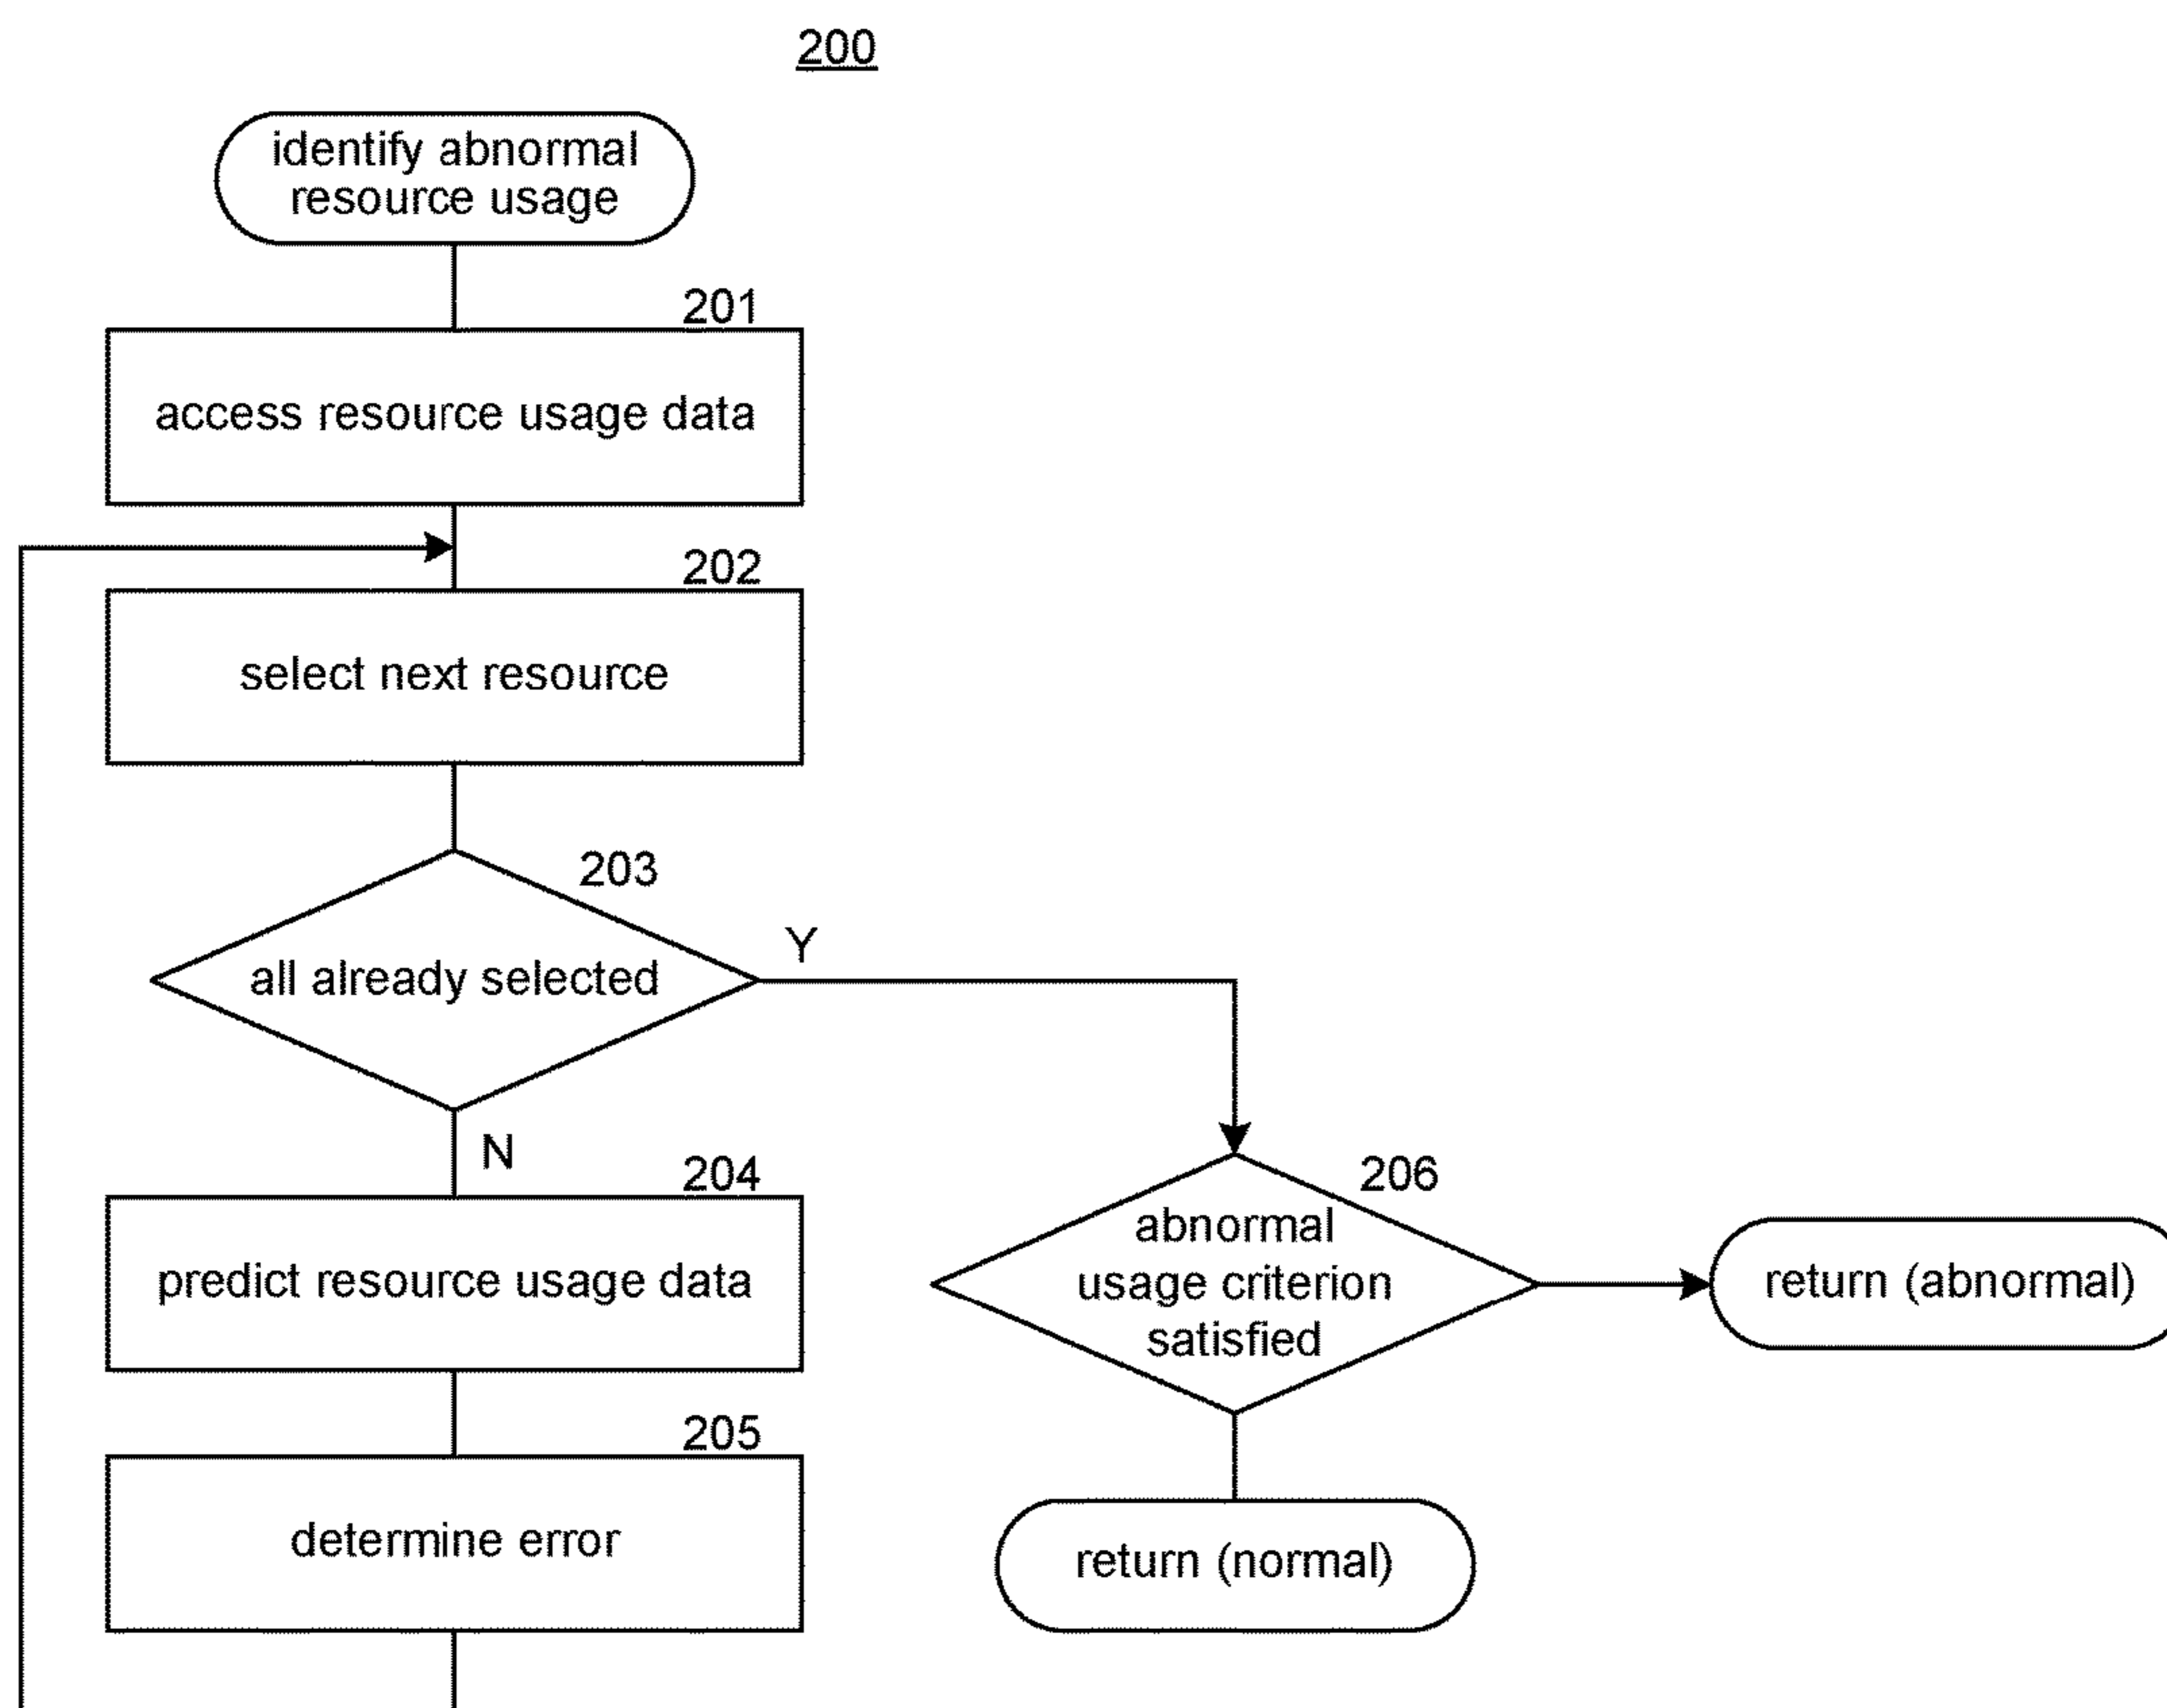 200
identify abnormal
resource usage
201
access resource usage data
202
select next resource
203
all already selected
Y
N
204
predict resource usage data
205
determine error
206
abnormal
usage criterion
satisfied
return (abnormal)
return (normal)